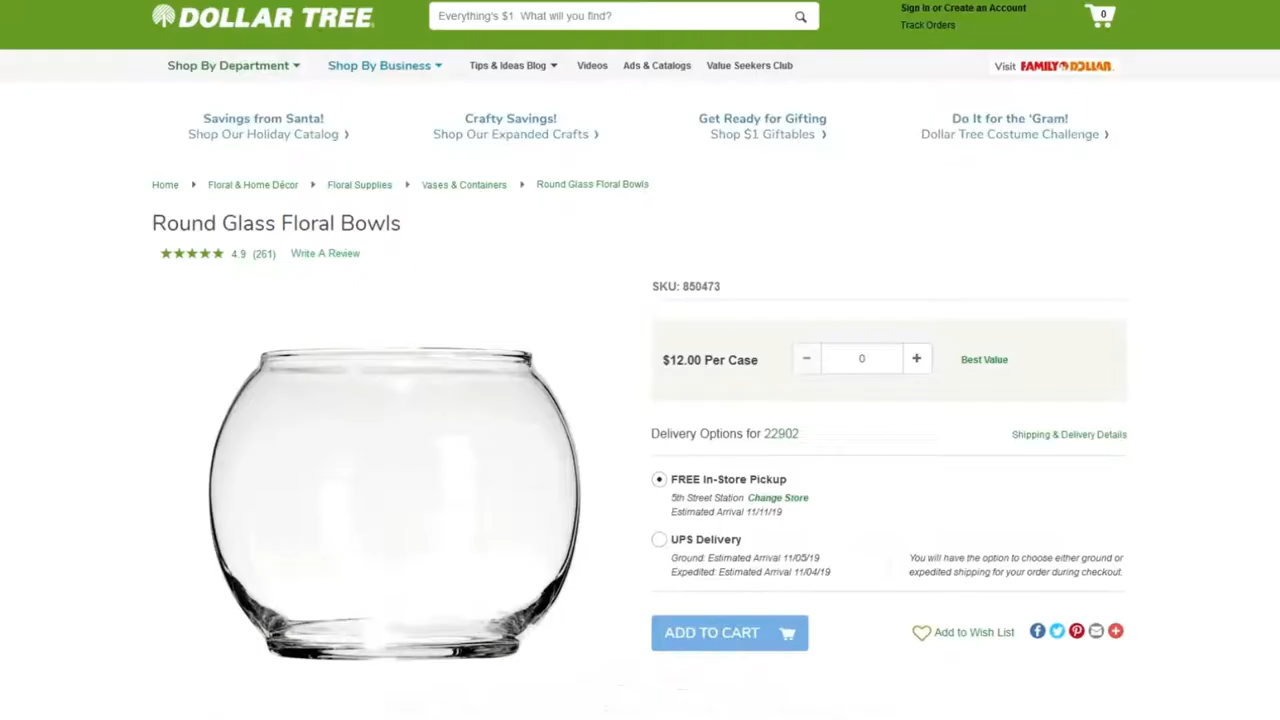 DOLLAR TREE
Everything's $1. What will you find?
Sign In or Create an Account
Track Orders
0
Shop By Department
Shop By Business
Tips & Ideas Blog
Videos
Ads & Catalogs
Value Seekers Club
Visit FAMILY DOLLAR
Savings from Santa!
Shop Our Holiday Catalog ❯
Crafty Savings!
Shop Our Expanded Crafts ❯
Get Ready for Gifting
Shop $1 Giftables ❯
Do It for the 'Gram!
Dollar Tree Costume Challenge ❯
Home
Floral & Home Décor
Floral Supplies
Vases & Containers
Round Glass Floral Bowls
Round Glass Floral Bowls
4.9 (261) Write A Review
SKU: 850473
$12.00 Per Case
− 0 +
Best Value
Delivery Options for 22902
Shipping & Delivery Details
FREE In-Store Pickup
5th Street Station Change Store
Estimated Arrival 11/11/19
UPS Delivery
Ground: Estimated Arrival 11/05/19
Expedited: Estimated Arrival 11/04/19
You will have the option to choose either ground or
expedited shipping for your order during checkout.
ADD TO CART
Add to Wish List